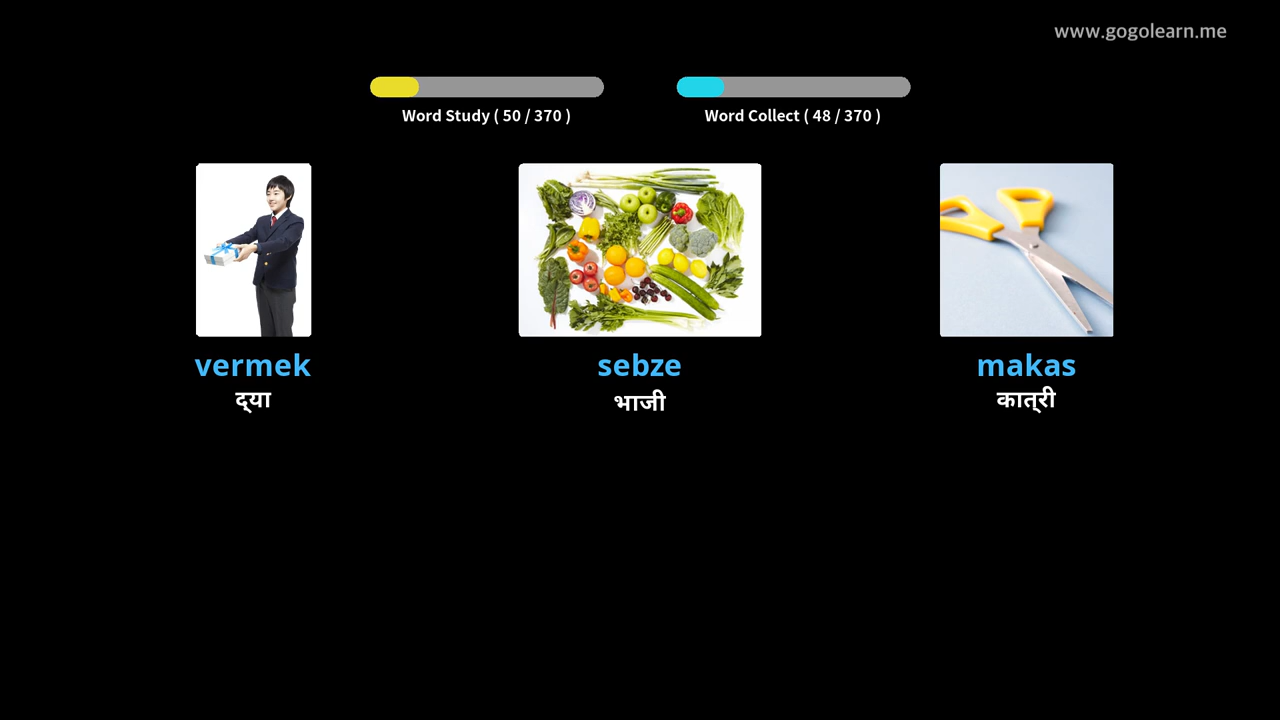 www.gogolearn.me
Word Study ( 50 / 370 )
Word Collect ( 48 / 370 )
vermek
sebze
makas
द्‌या
भाजी
कात्री